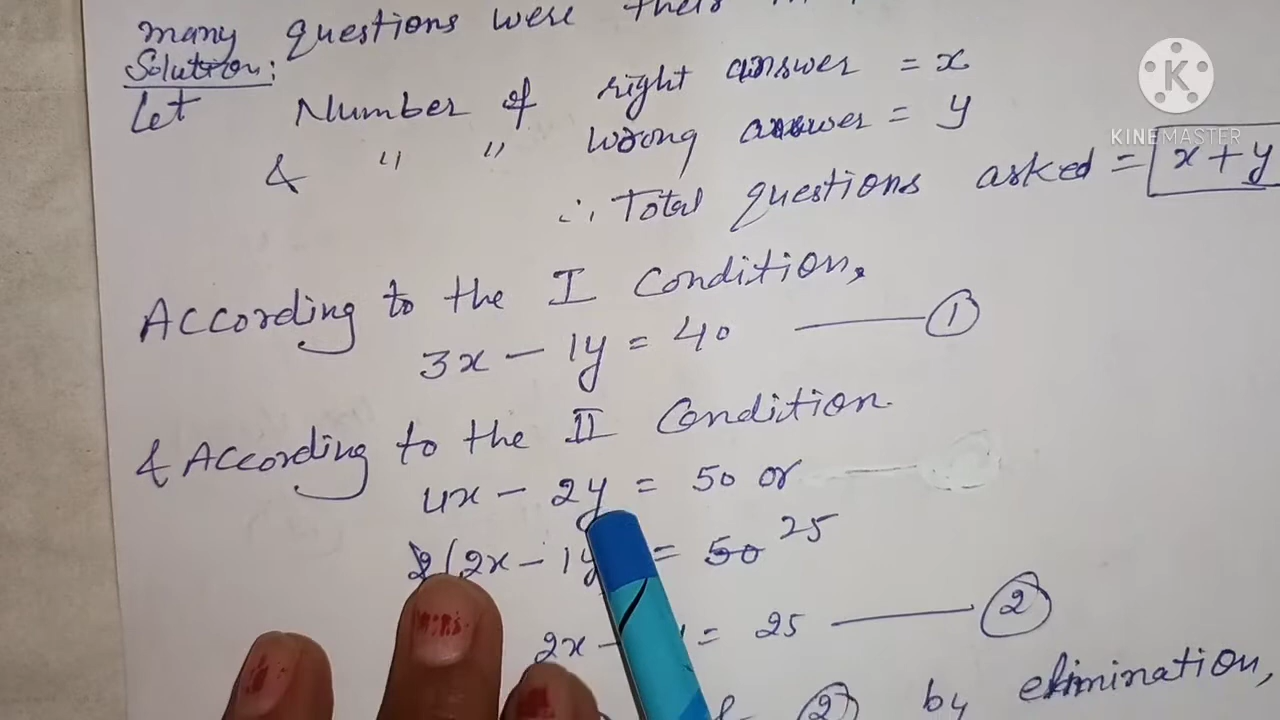 many questions were
Solution:
Let Number of right answer = x
& " " wrong answer = y
∴ Total questions asked = x + y
According to the I Condition,
3x - 1y = 40 ——— ①
& According to the II Condition.
4x - 2y = 50 or
2(2x - 1y = 50 25
2x - = 25 ——— ②
② by elimination,
K
KINEMASTER